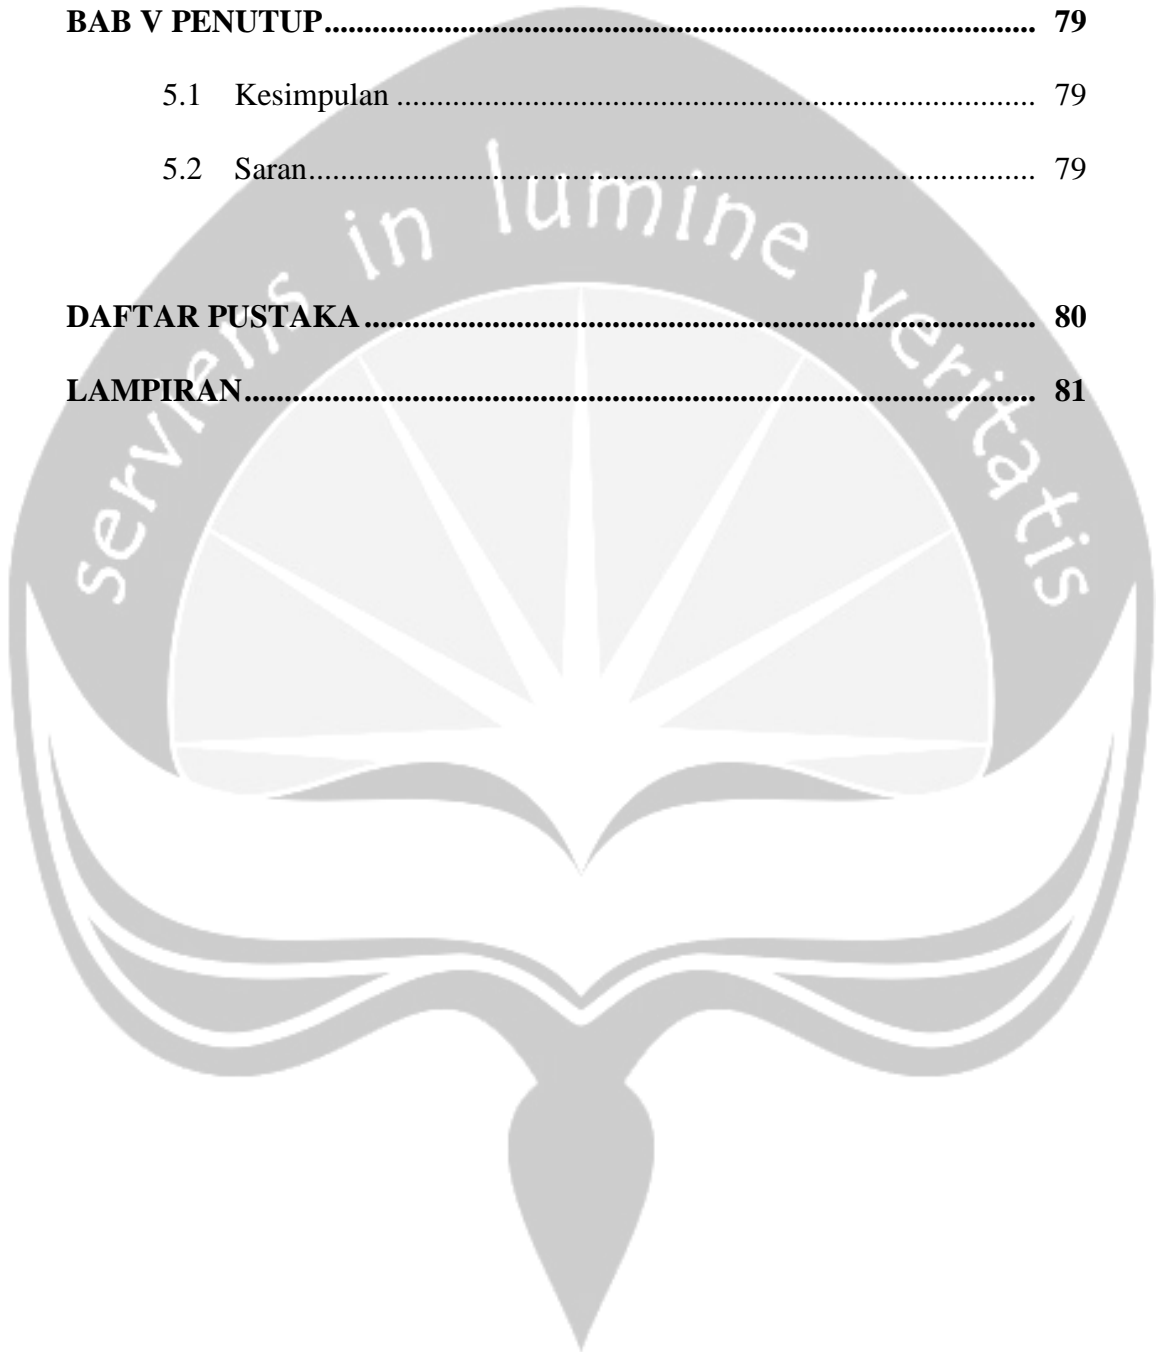 BAB V PENUTUP..................................................................................... 79
5.1 Kesimpulan ............................................................................ 79
5.2 Saran....................................................................................... 79
serviens in lumine veritatis
DAFTAR PUSTAKA ................................................................................ 80
LAMPIRAN............................................................................................... 81